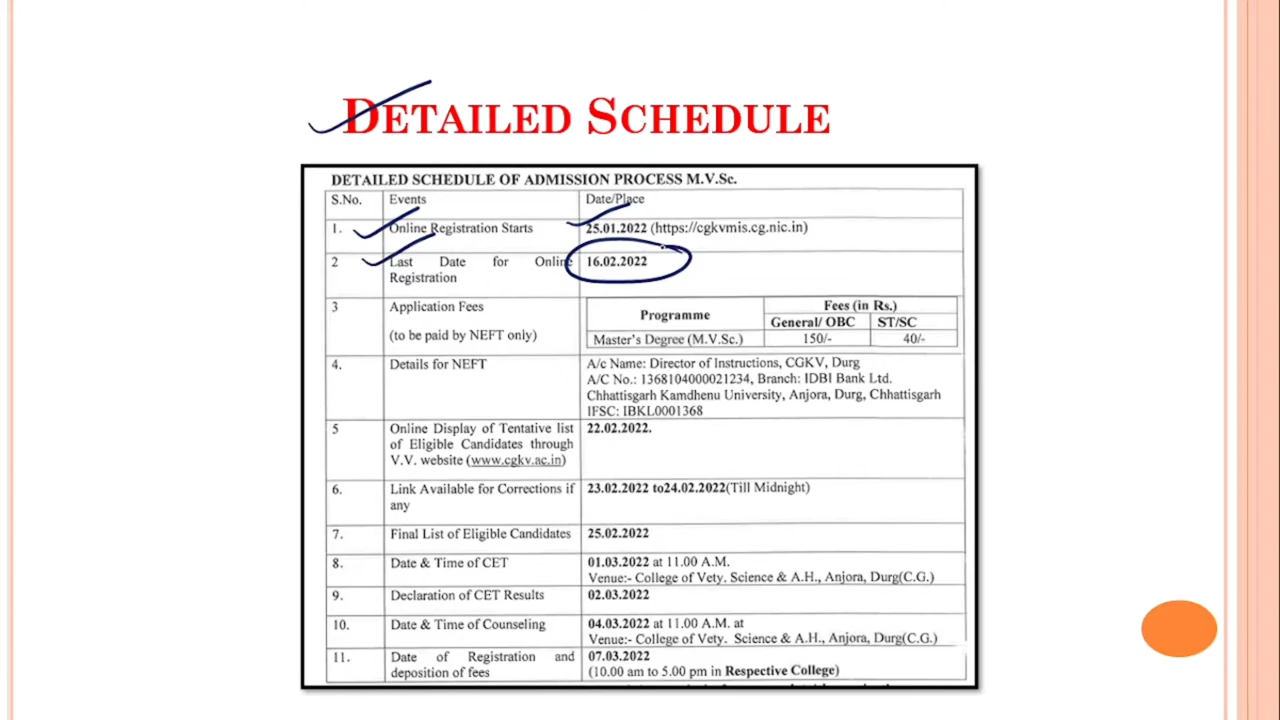 DETAILED SCHEDULE
DETAILED SCHEDULE OF ADMISSION PROCESS M.V.Sc.
S.No. Events Date/Place
1. Online Registration Starts 25.01.2022 (https://cgkvmis.cg.nic.in)
2 Last Date for Online 16.02.2022
Registration
3 Application Fees
(to be paid by NEFT only)
Programme Fees (in Rs.)
General/ OBC ST/SC
Master's Degree (M.V.Sc.) 150/- 40/-
4. Details for NEFT A/c Name: Director of Instructions, CGKV, Durg
A/C No.: 1368104000021234, Branch: IDBI Bank Ltd.
Chhattisgarh Kamdhenu University, Anjora, Durg, Chhattisgarh
IFSC: IBKL0001368
5 Online Display of Tentative list 22.02.2022.
of Eligible Candidates through
V.V. website (www.cgkv.ac.in)
6. Link Available for Corrections if 23.02.2022 to24.02.2022(Till Midnight)
any
7. Final List of Eligible Candidates 25.02.2022
8. Date & Time of CET 01.03.2022 at 11.00 A.M.
Venue:- College of Vety. Science & A.H., Anjora, Durg(C.G.)
9. Declaration of CET Results 02.03.2022
10. Date & Time of Counseling 04.03.2022 at 11.00 A.M. at
Venue:- College of Vety. Science & A.H., Anjora, Durg(C.G.)
11. Date of Registration and 07.03.2022
deposition of fees (10.00 am to 5.00 pm in Respective College)